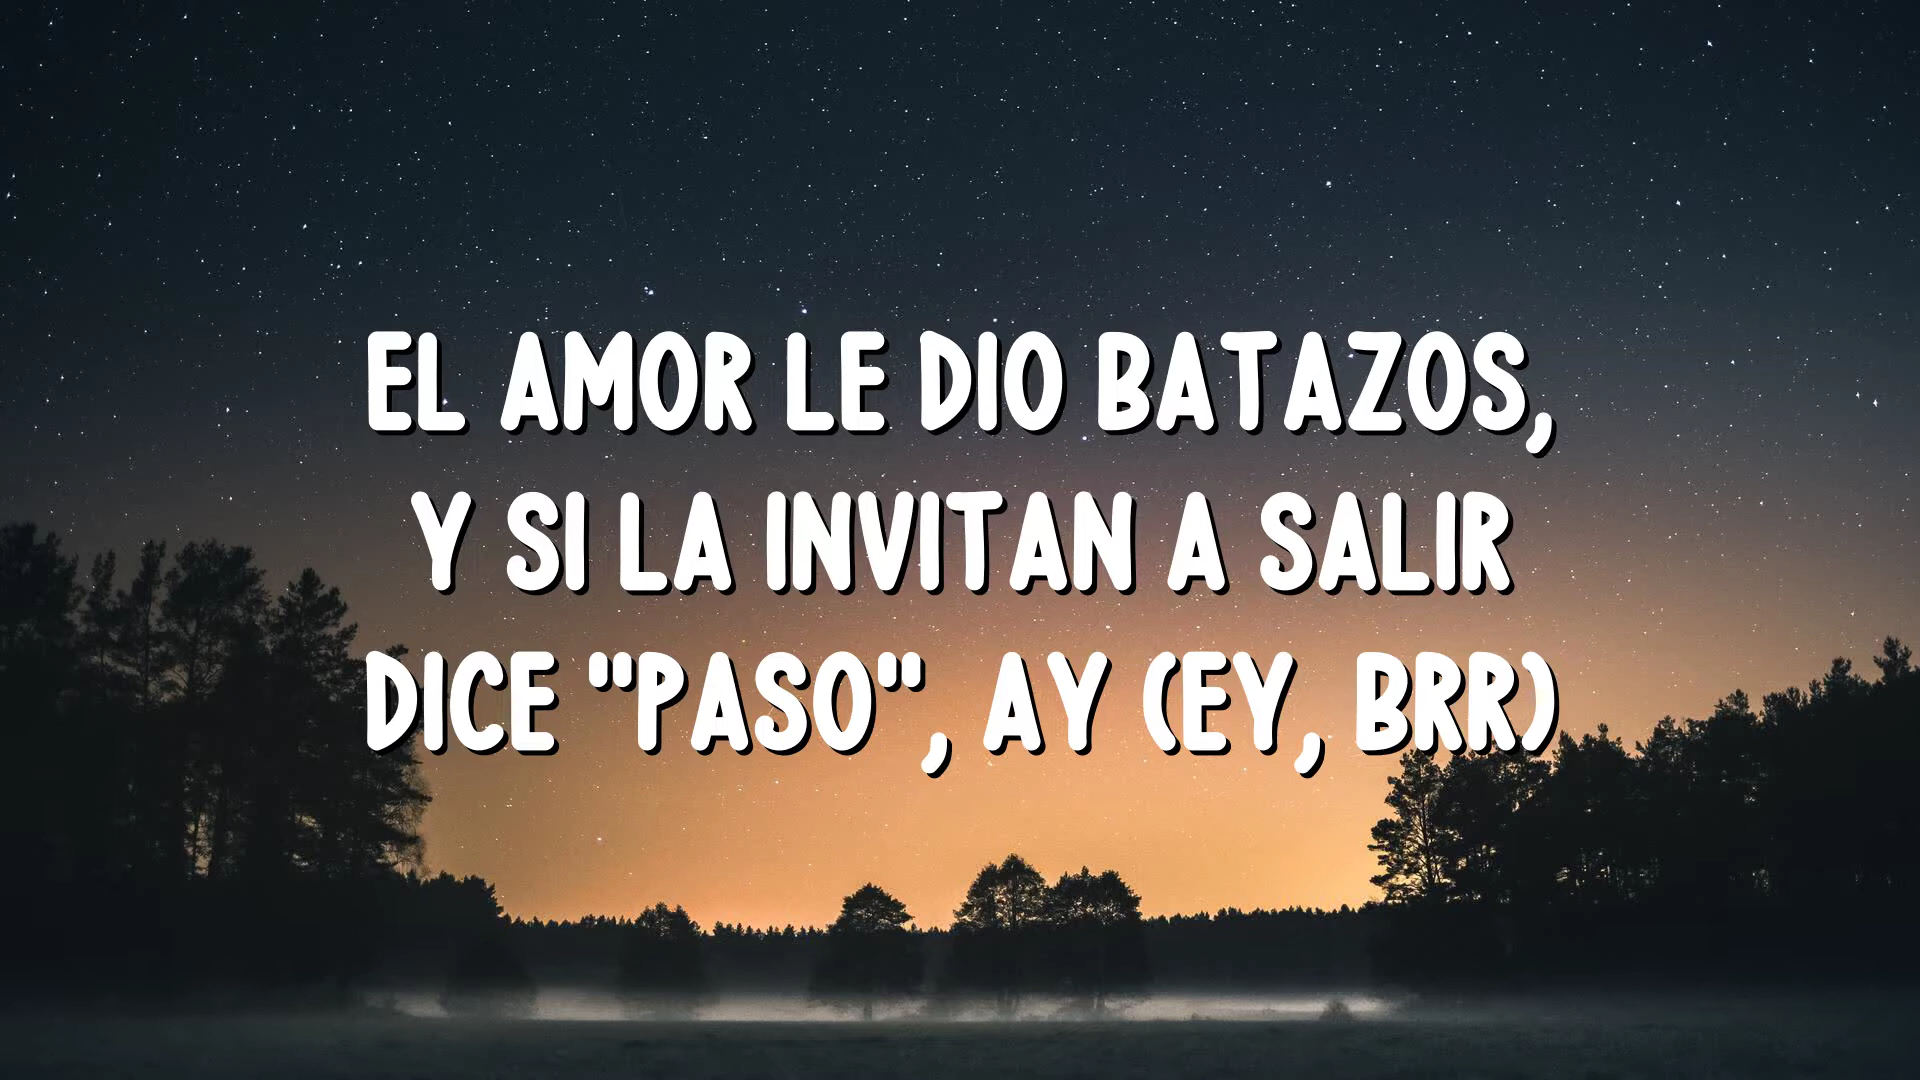 EL AMOR LE DIO BATAZOS,
Y SI LA INVITAN A SALIR
DICE "PASO", AY (EY, BRR)